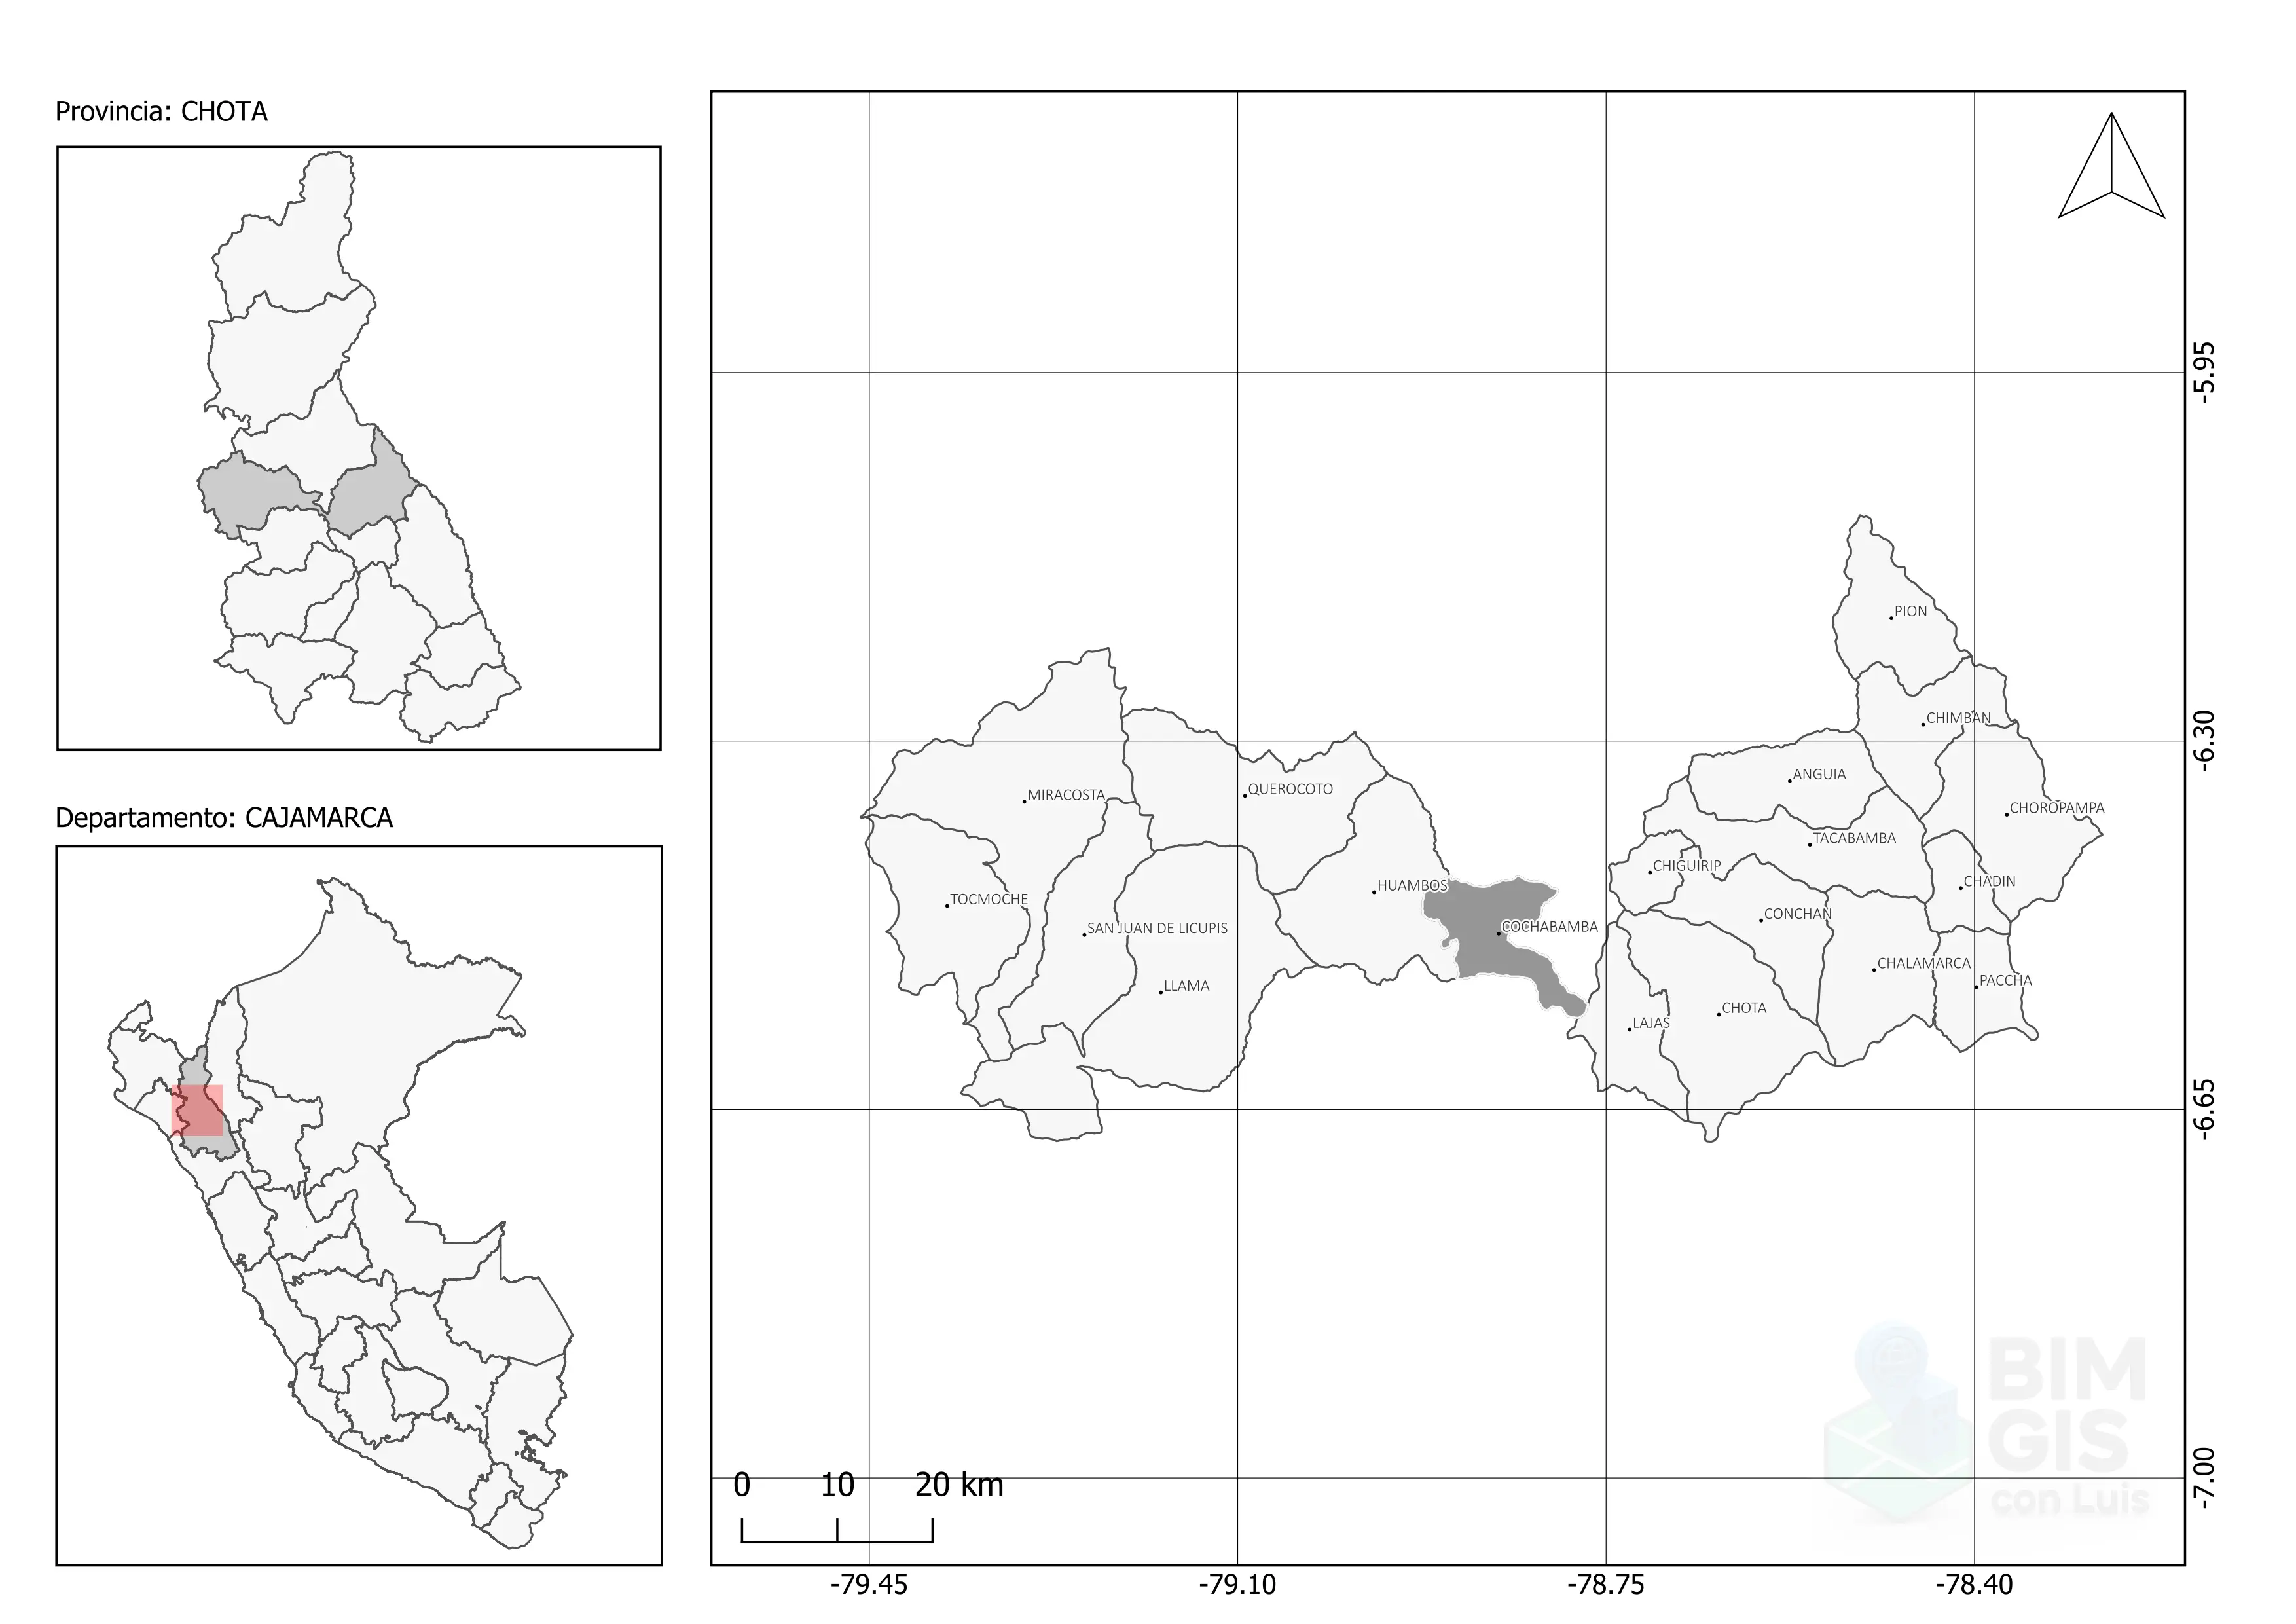 Provincia: CHOTA
Departamento: CAJAMARCA
PION
CHIMBAN
ANGUIA
CHOROPAMPA
MIRACOSTA
QUEROCOTO
TACABAMBA
CHIGUIRIP
CHADIN
HUAMBOS
TOCMOCHE
CONCHAN
SAN JUAN DE LICUPIS
COCHABAMBA
CHALAMARCA
PACCHA
LLAMA
CHOTA
LAJAS
-5.95
-6.30
-6.65
-7.00
0 10 20 km
-79.45 -79.10 -78.75 -78.40
BIM
GIS
con Luis